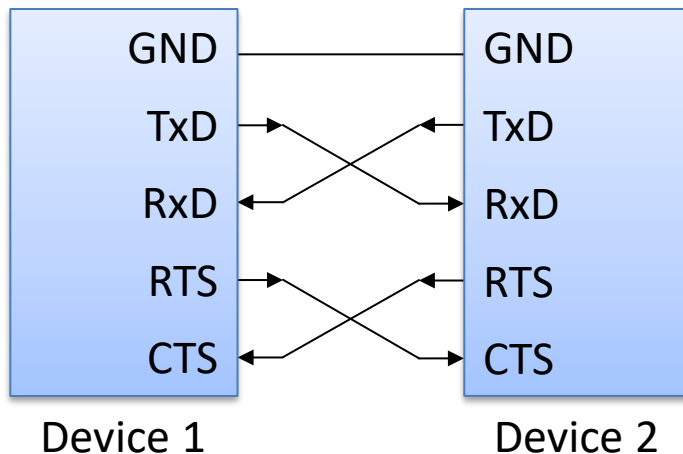 GND GND
TxD TxD
RxD RxD
RTS RTS
CTS CTS
Device 1 Device 2